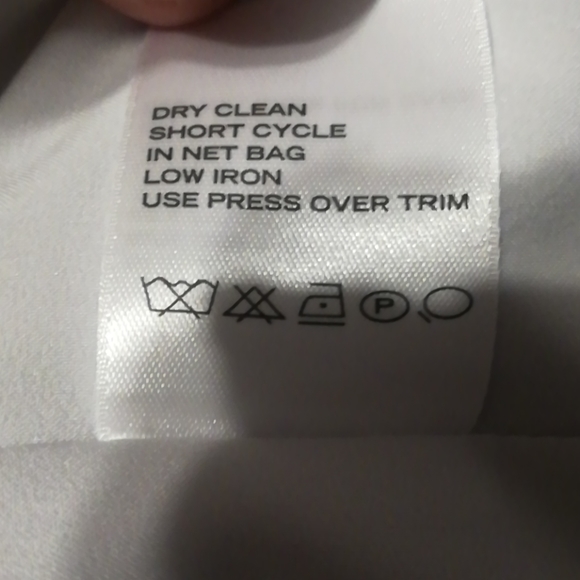 DRY CLEAN
SHORT CYCLE
IN NET BAG
LOW IRON
USE PRESS OVER TRIM
P